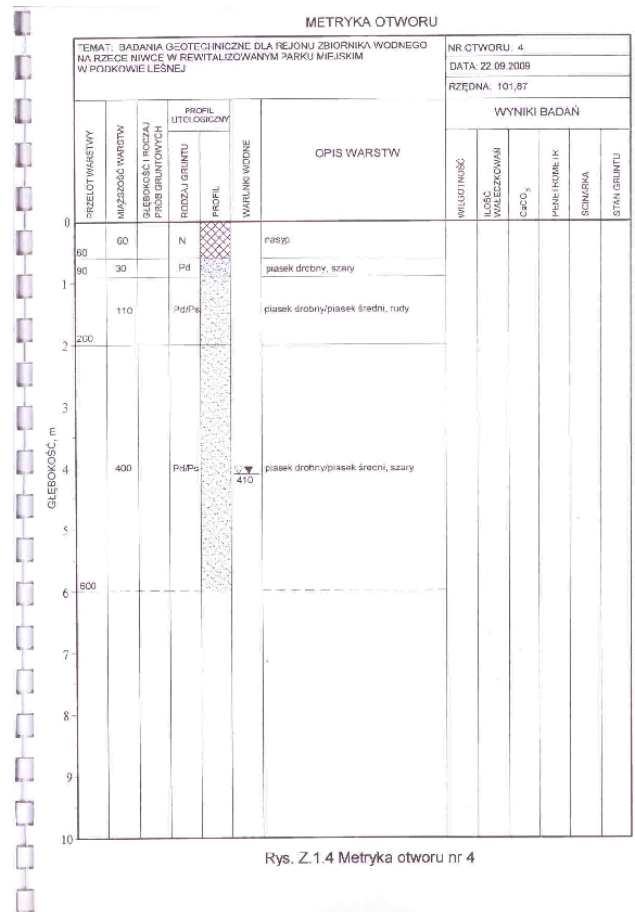 METRYKA OTWORU
TEMAT: BADANIA GEOTECHNICZNE DLA REJONU ZBIORNIKA WODNEGO
NA RZECE NIWCE W REWITALIZOWANYM PARKU MIEJSKIM
W PODKOWIE LEŚNEJ
NR OTWORU: 4
DATA: 22.09.2009
RZĘDNA: 101,87
PRZELOT WARSTWY
MIĄŻSZOŚĆ WARSTW
GŁĘBOKOŚĆ I RODZAJ
PRÓB GRUNTOWYCH
PROFIL
LITOLOGICZNY
RODZAJ GRUNTU
PROFIL
WARUNKI WODNE
OPIS WARSTW
WYNIKI BADAŃ
WILGOTNOŚĆ
ILOŚĆ
WAŁECZKOWAŃ
CaCO3
PENETROMETR
ŚCINARKA
STAN GRUNTU
GŁĘBOKOŚĆ, m
0
60
N
nasyp
60
90
30
Pd
piasek drobny, szary
1
110
Pd/Ps
piasek drobny/piasek średni, rudy
200
2
3
4
400
Pd/Ps
410
piasek drobny/piasek średni, szary
5
600
6
7
8
9
10
Rys. Z.1.4 Metryka otworu nr 4